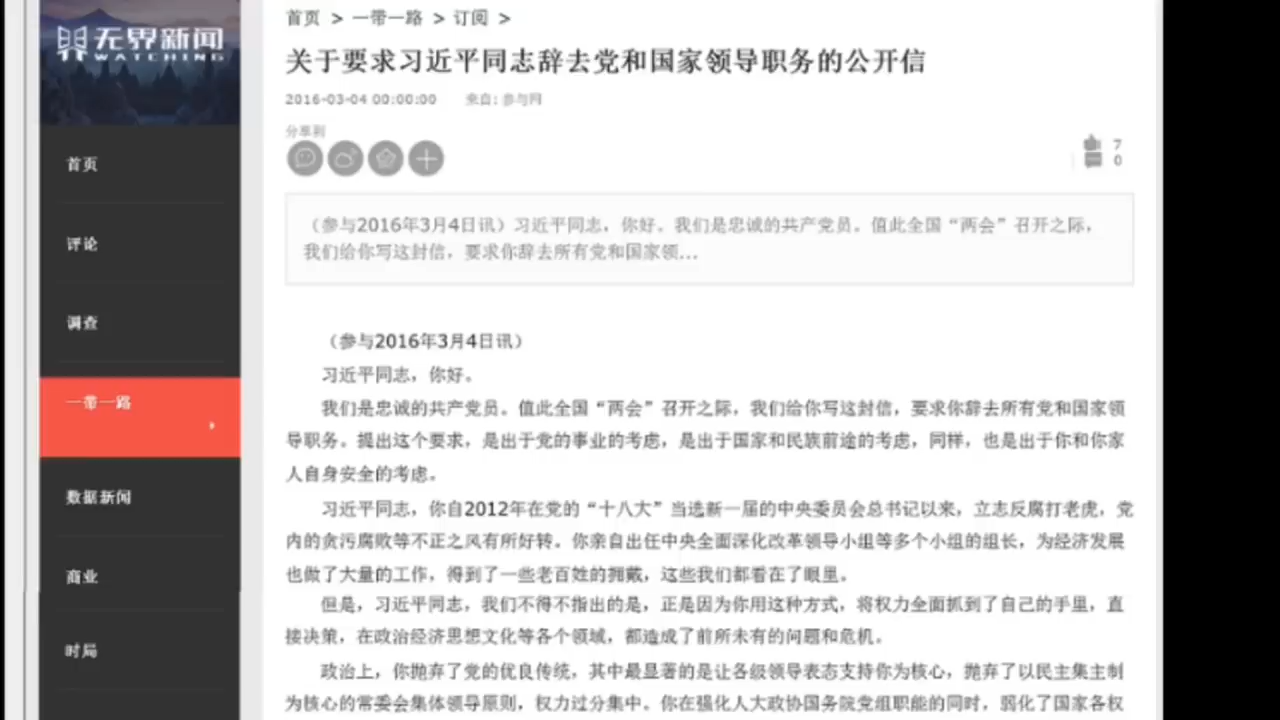 无界新闻
WATCHING
首页
评论
调查
一带一路
数据新闻
商业
时局
首页 > 一带一路 > 订阅 >
关于要求习近平同志辞去党和国家领导职务的公开信
2016-03-04 00:00:00 来自: 参与网
分享到
7
0
（参与2016年3月4日讯）习近平同志，你好。我们是忠诚的共产党员。值此全国“两会”召开之际，
我们给你写这封信，要求你辞去所有党和国家领...
（参与2016年3月4日讯）
习近平同志，你好。
我们是忠诚的共产党员。值此全国“两会”召开之际，我们给你写这封信，要求你辞去所有党和国家领
导职务。提出这个要求，是出于党的事业的考虑，是出于国家和民族前途的考虑，同样，也是出于你和你家
人自身安全的考虑。
习近平同志，你自2012年在党的“十八大”当选新一届的中央委员会总书记以来，立志反腐打老虎，党
内的贪污腐败等不正之风有所好转。你亲自出任中央全面深化改革领导小组等多个小组的组长，为经济发展
也做了大量的工作，得到了一些老百姓的拥戴，这些我们都看在了眼里。
但是，习近平同志，我们不得不指出的是，正是因为你用这种方式，将权力全面抓到了自己的手里，直
接决策，在政治经济思想文化等各个领域，都造成了前所未有的问题和危机。
政治上，你抛弃了党的优良传统，其中最显著的是让各级领导表态支持你为核心，抛弃了以民主集主制
为核心的常委会集体领导原则，权力过分集中。你在强化人大政协国务院党组职能的同时，弱化了国家各权